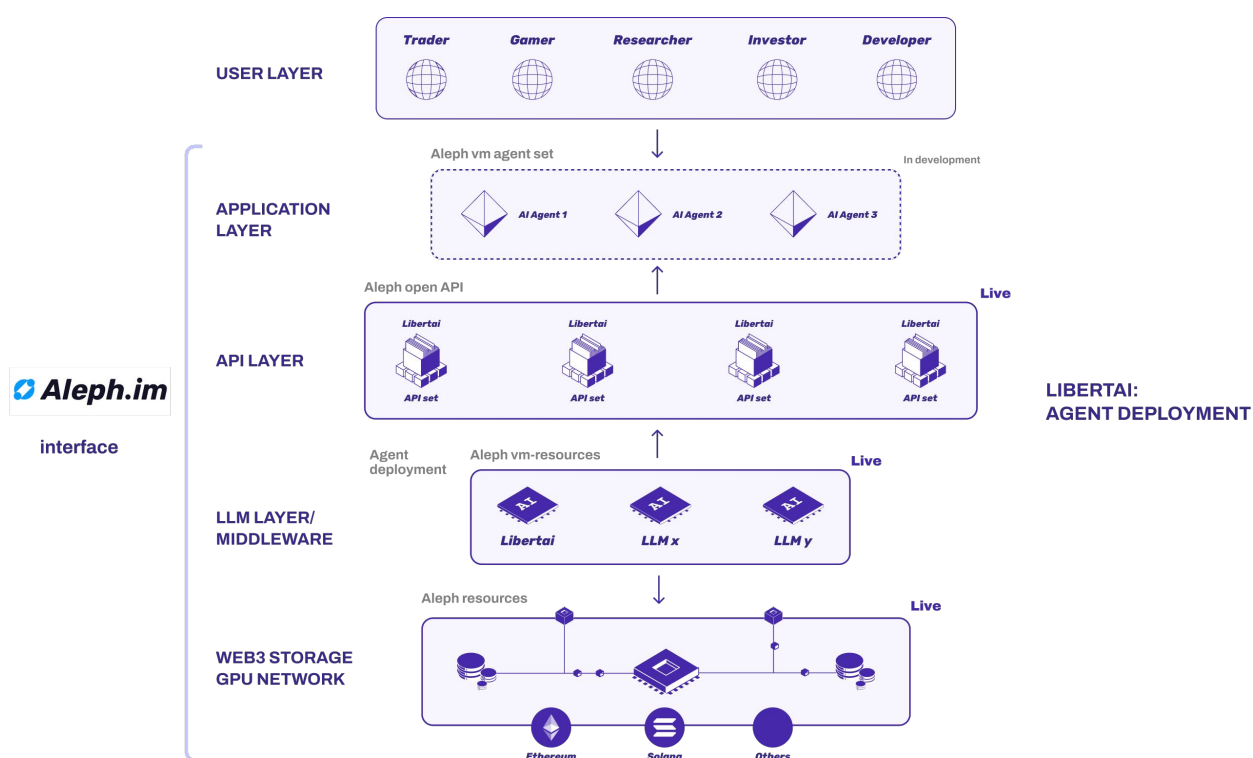 Trader Gamer Researcher Investor Developer
USER LAYER
Aleph vm agent set
In development
APPLICATION
LAYER
AI Agent 1 AI Agent 2 AI Agent 3
Aleph open API
Live
Libertai Libertai Libertai Libertai
API LAYER
API set API set API set API set
Aleph.im
interface
LIBERTAI:
AGENT DEPLOYMENT
Agent
deployment
Aleph vm-resources
Live
AI AI AI
LLM LAYER/
MIDDLEWARE
Libertai LLM x LLM y
Aleph resources
Live
WEB3 STORAGE
GPU NETWORK
Ethereum Solana Others